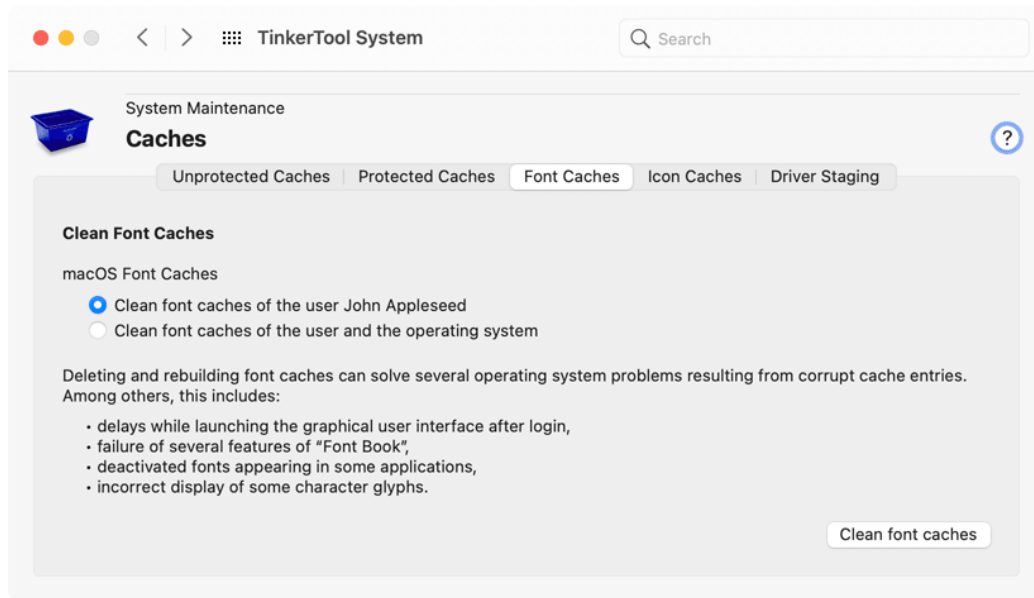 TinkerTool System
Search
System Maintenance
Caches
?
Unprotected Caches
Protected Caches
Font Caches
Icon Caches
Driver Staging
Clean Font Caches
macOS Font Caches
Clean font caches of the user John Appleseed
Clean font caches of the user and the operating system
Deleting and rebuilding font caches can solve several operating system problems resulting from corrupt cache entries.
Among others, this includes:
• delays while launching the graphical user interface after login,
• failure of several features of “Font Book”,
• deactivated fonts appearing in some applications,
• incorrect display of some character glyphs.
Clean font caches